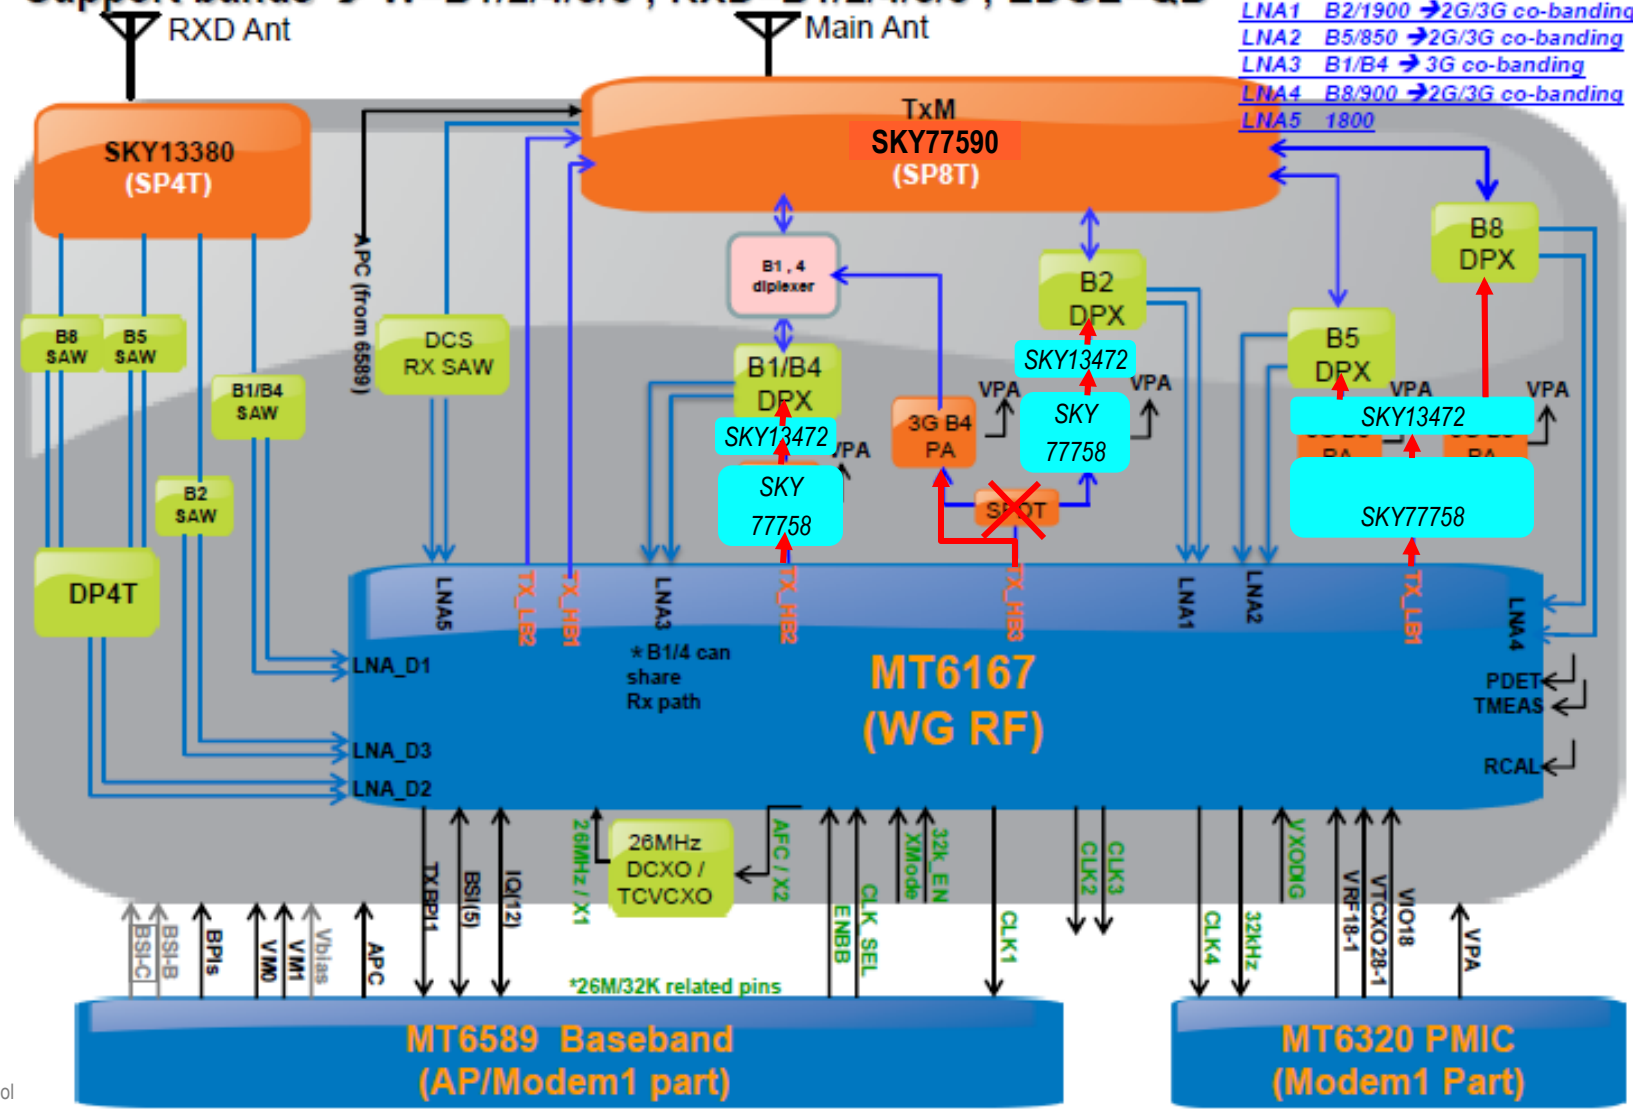 RXD Ant
Main Ant
LNA1 B2/1900 ➔2G/3G co-banding
LNA2 B5/850 ➔2G/3G co-banding
LNA3 B1/B4 ➔ 3G co-banding
LNA4 B8/900 ➔2G/3G co-banding
LNA5 1800
SKY13380
(SP4T)
TxM
SKY77590
(SP8T)
APC (from 6589)
B8
SAW
B5
SAW
B1/B4
SAW
B2
SAW
DCS
RX SAW
B1 , 4
diplexer
B1/B4
DPX
B2
DPX
B5
DPX
B8
DPX
SKY13472
SKY
77758
VPA
3G B4
PA
VPA
SKY13472
SKY
77758
VPA
SPDT
VPA
VPA
SKY13472
SKY77758
DP4T
LNA5
TX_LB2
TX_HB1
LNA3
TX_HB2
TX_HB3
LNA1
LNA2
TX_LB1
LNA4
*B1/4 can
share
Rx path
MT6167
(WG RF)
LNA_D1
LNA_D3
LNA_D2
PDET
TMEAS
RCAL
BSI-C
BSI-B
BPIs
VM0
VM1
Vbias
APC
TXBPI1
BSI(5)
IQ(12)
26MHz / X1
26MHz
DCXO /
TCVCXO
AFC / X2
ENBB
CLK_SEL
XMode
32k_EN
CLK1
CLK2
CLK3
CLK4
32kHz
VXODIG
VRF18-1
VTCXO28-1
VIO18
VPA
*26M/32K related pins
MT6589 Baseband
(AP/Modem1 part)
MT6320 PMIC
(Modem1 Part)
ol